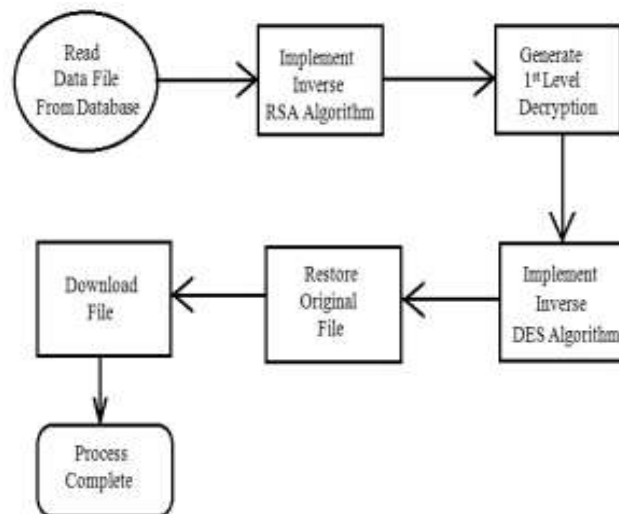 Read
Data File
From Database
Implement
Inverse
RSA Algorithm
Generate
1st Level
Decryption
Implement
Inverse
DES Algorithm
Restore
Original
File
Download
File
Process
Complete